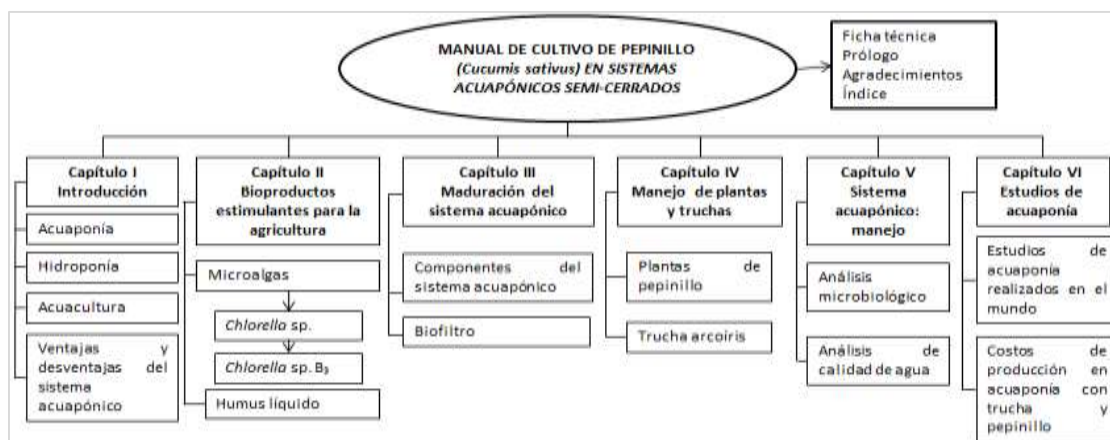 MANUAL DE CULTIVO DE PEPINILLO
(Cucumis sativus) EN SISTEMAS
ACUAPÓNICOS SEMI-CERRADOS
Ficha técnica
Prólogo
Agradecimientos
Índice
Capítulo I
Introducción
Acuaponía
Hidroponía
Acuacultura
Ventajas y
desventajas del
sistema
acuapónico
Capítulo II
Bioproductos
estimulantes para la
agricultura
Microalgas
Chlorella sp.
Chlorella sp. B₃
Humus líquido
Capítulo III
Maduración del
sistema acuapónico
Componentes del
sistema acuapónico
Biofiltro
Capítulo IV
Manejo de plantas
y truchas
Plantas de
pepinillo
Trucha arcoíris
Capítulo V
Sistema
acuapónico:
manejo
Análisis
microbiológico
Análisis de
calidad de agua
Capítulo VI
Estudios de
acuaponía
Estudios de
acuaponía
realizados en el
mundo
Costos de
producción en
acuaponía con
trucha y
pepinillo